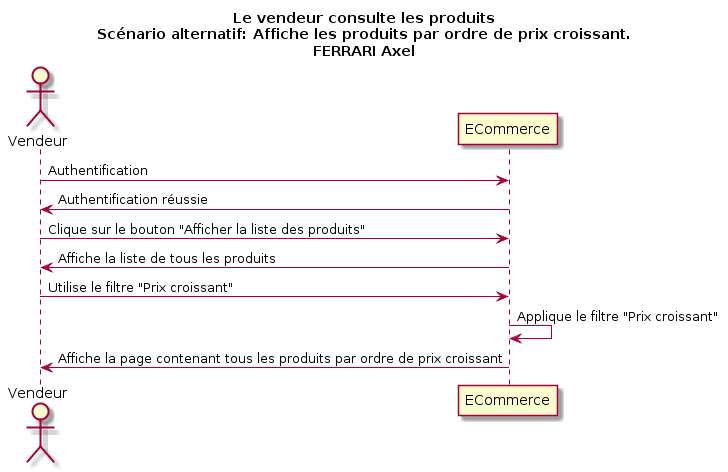 Le vendeur consulte les produits
Scénario alternatif: Affiche les produits par ordre de prix croissant.
FERRARI Axel
Vendeur
ECommerce
Authentification
Authentification réussie
Clique sur le bouton "Afficher la liste des produits"
Affiche la liste de tous les produits
Utilise le filtre "Prix croissant"
Applique le filtre "Prix croissant"
Affiche la page contenant tous les produits par ordre de prix croissant
Vendeur
ECommerce